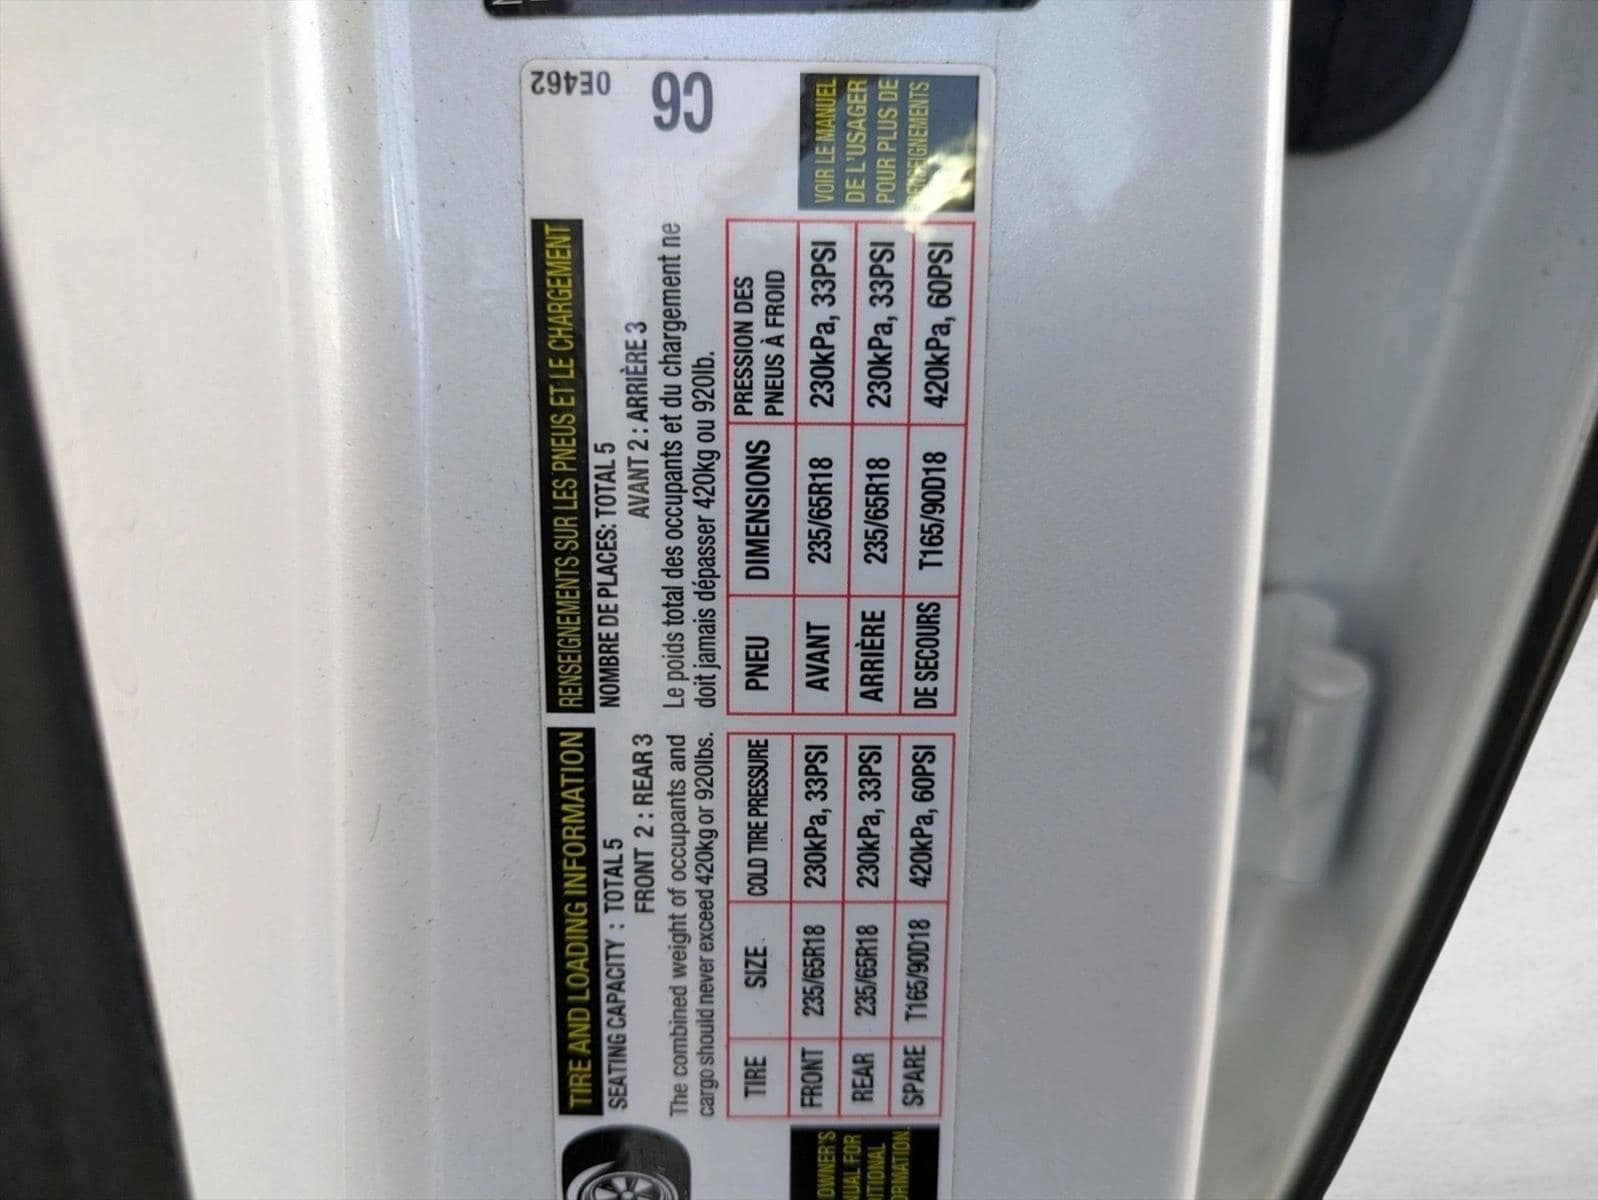 TIRE AND LOADING INFORMATION
SEATING CAPACITY : TOTAL 5
FRONT 2 : REAR 3
The combined weight of occupants and
cargo should never exceed 420kg or 920lbs.
TIRE SIZE COLD TIRE PRESSURE
FRONT 235/65R18 230kPa, 33PSI
REAR 235/65R18 230kPa, 33PSI
SPARE T165/90D18 420kPa, 60PSI
OWNER'S
RENSEIGNEMENTS SUR LES PNEUS ET LE CHARGEMENT
NOMBRE DE PLACES: TOTAL 5
AVANT 2 : ARRIÈRE 3
Le poids total des occupants et du chargement ne
doit jamais dépasser 420kg ou 920lb.
PNEU DIMENSIONS PRESSION DES
PNEUS À FROID
AVANT 235/65R18 230kPa, 33PSI
ARRIÈRE 235/65R18 230kPa, 33PSI
DE SECOURS T165/90D18 420kPa, 60PSI
0E462
C6
VOIR LE MANUEL
DE L'USAGER
POUR PLUS DE
RENSEIGNEMENTS